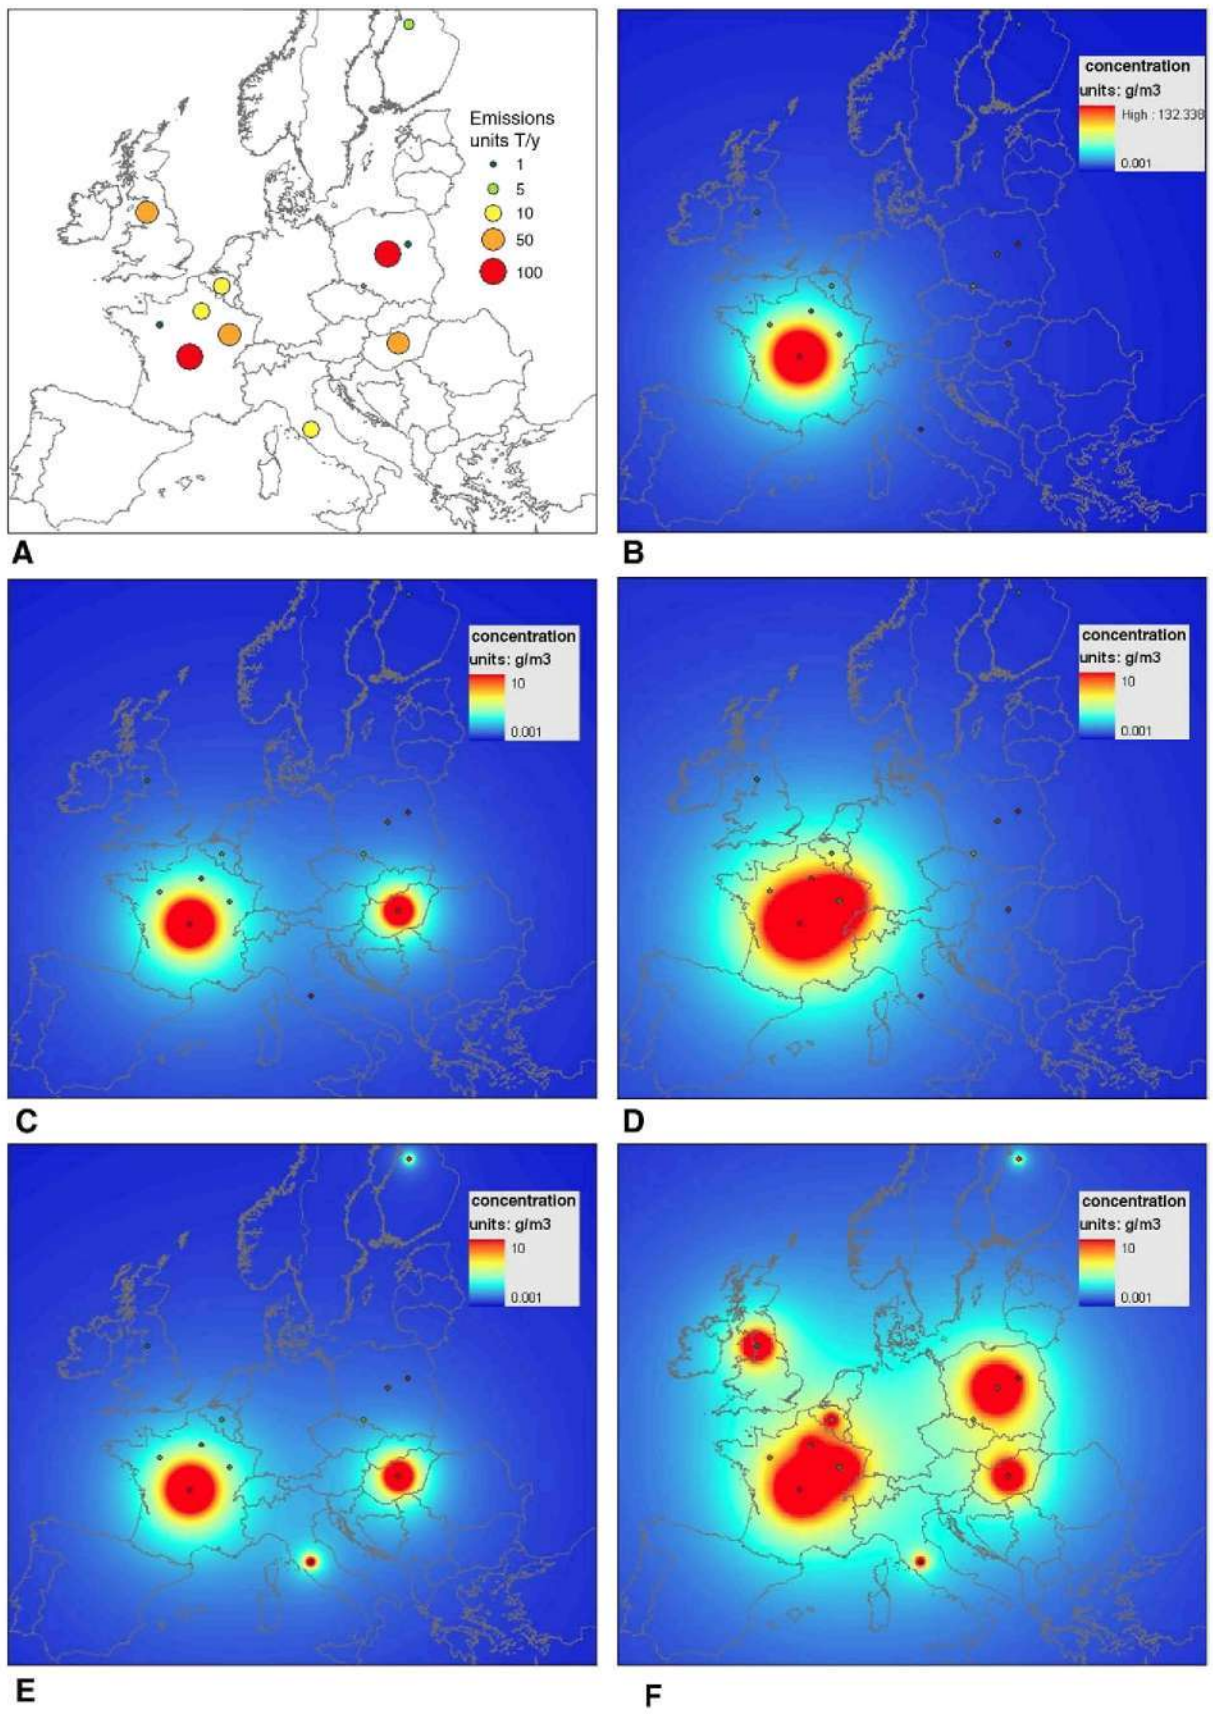 Emissions
units T/y
1
5
10
50
100
A
concentration
units: g/m3
High : 132.338
0.001
B
concentration
units: g/m3
10
0.001
C
concentration
units: g/m3
10
0.001
D
concentration
units: g/m3
10
0.001
E
concentration
units: g/m3
10
0.001
F